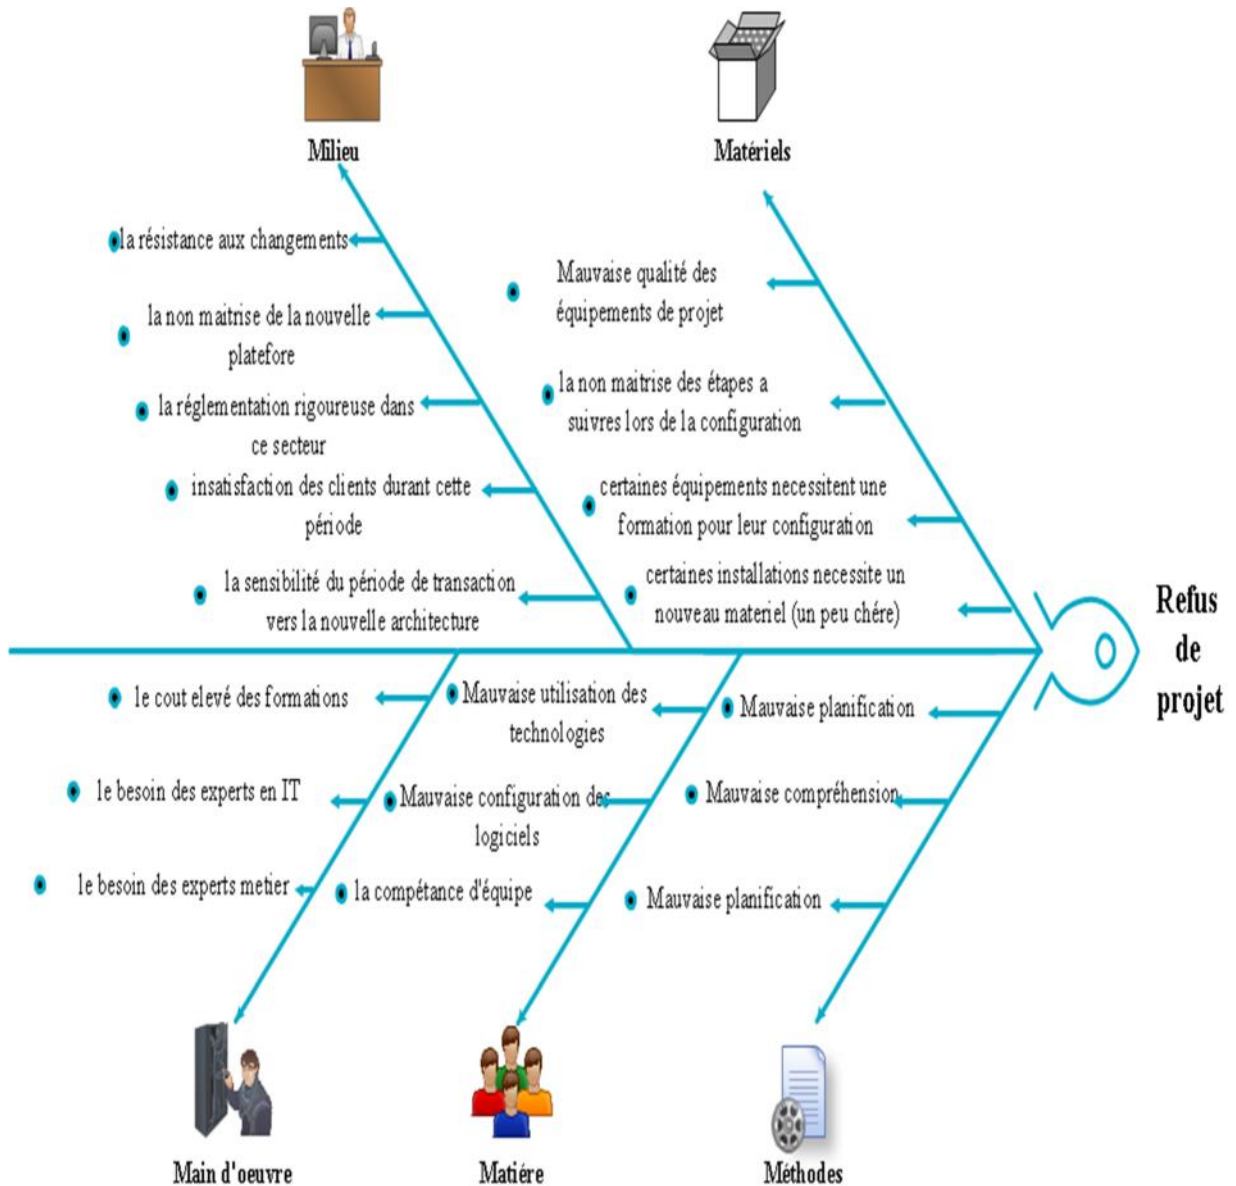 Milieu
la résistance aux changements
la non maitrise de la nouvelle
platefore
la réglementation rigoureuse dans
ce secteur
insatisfaction des clients durant cette
période
la sensibilité du période de transaction
vers la nouvelle architecture
Matériels
Mauvaise qualité des
équipements de projet
la non maitrise des étapes a
suivres lors de la configuration
certaines équipements necessitent une
formation pour leur configuration
certaines installations necessite un
nouveau materiel (un peu chére)
Refus
de
projet
le cout elevé des formations
le besoin des experts en IT
le besoin des experts metier
Main d'oeuvre
Mauvaise utilisation des
technologies
Mauvaise configuration des
logiciels
la compétance d'équipe
Matiére
Mauvaise planification
Mauvaise compréhension
Mauvaise planification
Méthodes